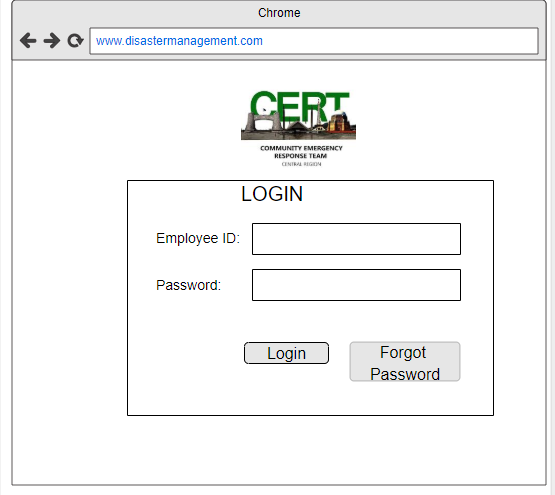 Chrome
www.disastermanagement.com
CERT
COMMUNITY EMERGENCY
RESPONSE TEAM
CENTRAL REGION
LOGIN
Employee ID:
Password:
Login
Forgot
Password